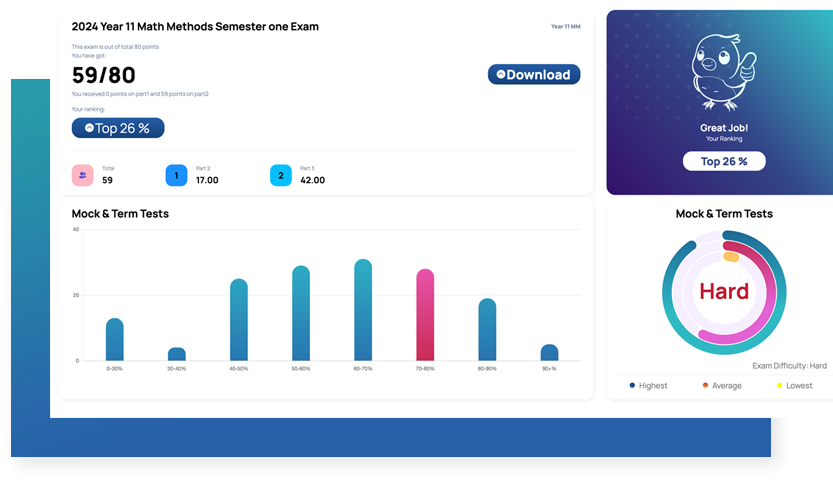 2024 Year 11 Math Methods Semester one Exam
Year 11 MM
This exam is out of total 80 points
You have got:
59/80
Download
You received 0 points on part1 and 59 points on part2
Your ranking:
Top 26 %
Total
59
1
Part 2
17.00
2
Part 3
42.00
Great Job!
Your Ranking
Top 26 %
Mock & Term Tests
40
20
0
0-30%
30-40%
40-50%
50-60%
60-70%
70-80%
80-90%
90+%
Mock & Term Tests
Hard
Exam Difficulty: Hard
Highest
Average
Lowest